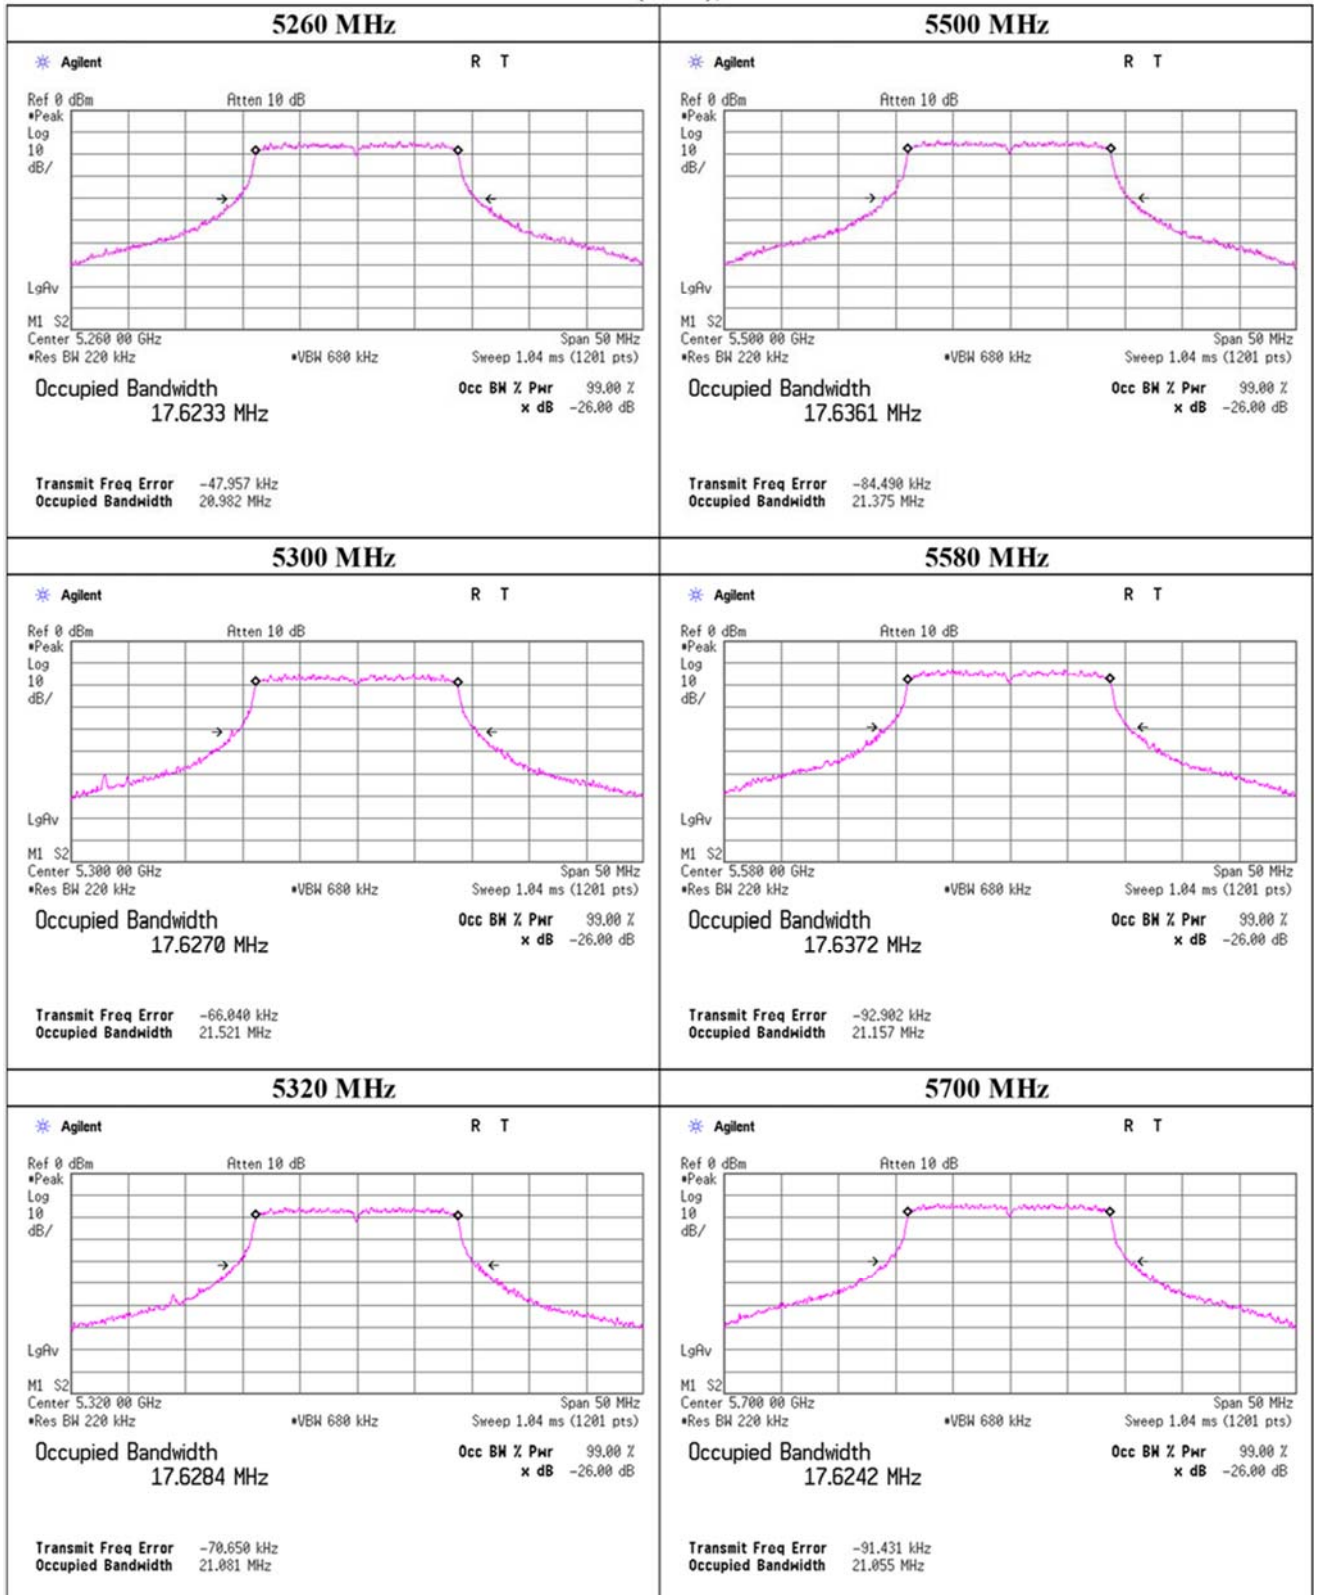 5260 MHz
Agilent R T
Ref 0 dBm Atten 10 dB
*Peak
Log
10
dB/
LgAv
M1 S2
Center 5.260 00 GHz Span 50 MHz
*Res BW 220 kHz *VBW 680 kHz Sweep 1.04 ms (1201 pts)
Occupied Bandwidth Occ BW % Pwr 99.00 %
17.6233 MHz x dB -26.00 dB
Transmit Freq Error -47.957 kHz
Occupied Bandwidth 20.982 MHz
5500 MHz
Agilent R T
Ref 0 dBm Atten 10 dB
*Peak
Log
10
dB/
LgAv
M1 S2
Center 5.500 00 GHz Span 50 MHz
*Res BW 220 kHz *VBW 680 kHz Sweep 1.04 ms (1201 pts)
Occupied Bandwidth Occ BW % Pwr 99.00 %
17.6361 MHz x dB -26.00 dB
Transmit Freq Error -84.490 kHz
Occupied Bandwidth 21.375 MHz
5300 MHz
Agilent R T
Ref 0 dBm Atten 10 dB
*Peak
Log
10
dB/
LgAv
M1 S2
Center 5.300 00 GHz Span 50 MHz
*Res BW 220 kHz *VBW 680 kHz Sweep 1.04 ms (1201 pts)
Occupied Bandwidth Occ BW % Pwr 99.00 %
17.6270 MHz x dB -26.00 dB
Transmit Freq Error -66.040 kHz
Occupied Bandwidth 21.521 MHz
5580 MHz
Agilent R T
Ref 0 dBm Atten 10 dB
*Peak
Log
10
dB/
LgAv
M1 S2
Center 5.580 00 GHz Span 50 MHz
*Res BW 220 kHz *VBW 680 kHz Sweep 1.04 ms (1201 pts)
Occupied Bandwidth Occ BW % Pwr 99.00 %
17.6372 MHz x dB -26.00 dB
Transmit Freq Error -92.902 kHz
Occupied Bandwidth 21.157 MHz
5320 MHz
Agilent R T
Ref 0 dBm Atten 10 dB
*Peak
Log
10
dB/
LgAv
M1 S2
Center 5.320 00 GHz Span 50 MHz
*Res BW 220 kHz *VBW 680 kHz Sweep 1.04 ms (1201 pts)
Occupied Bandwidth Occ BW % Pwr 99.00 %
17.6284 MHz x dB -26.00 dB
Transmit Freq Error -70.650 kHz
Occupied Bandwidth 21.081 MHz
5700 MHz
Agilent R T
Ref 0 dBm Atten 10 dB
*Peak
Log
10
dB/
LgAv
M1 S2
Center 5.700 00 GHz Span 50 MHz
*Res BW 220 kHz *VBW 680 kHz Sweep 1.04 ms (1201 pts)
Occupied Bandwidth Occ BW % Pwr 99.00 %
17.6242 MHz x dB -26.00 dB
Transmit Freq Error -91.431 kHz
Occupied Bandwidth 21.055 MHz